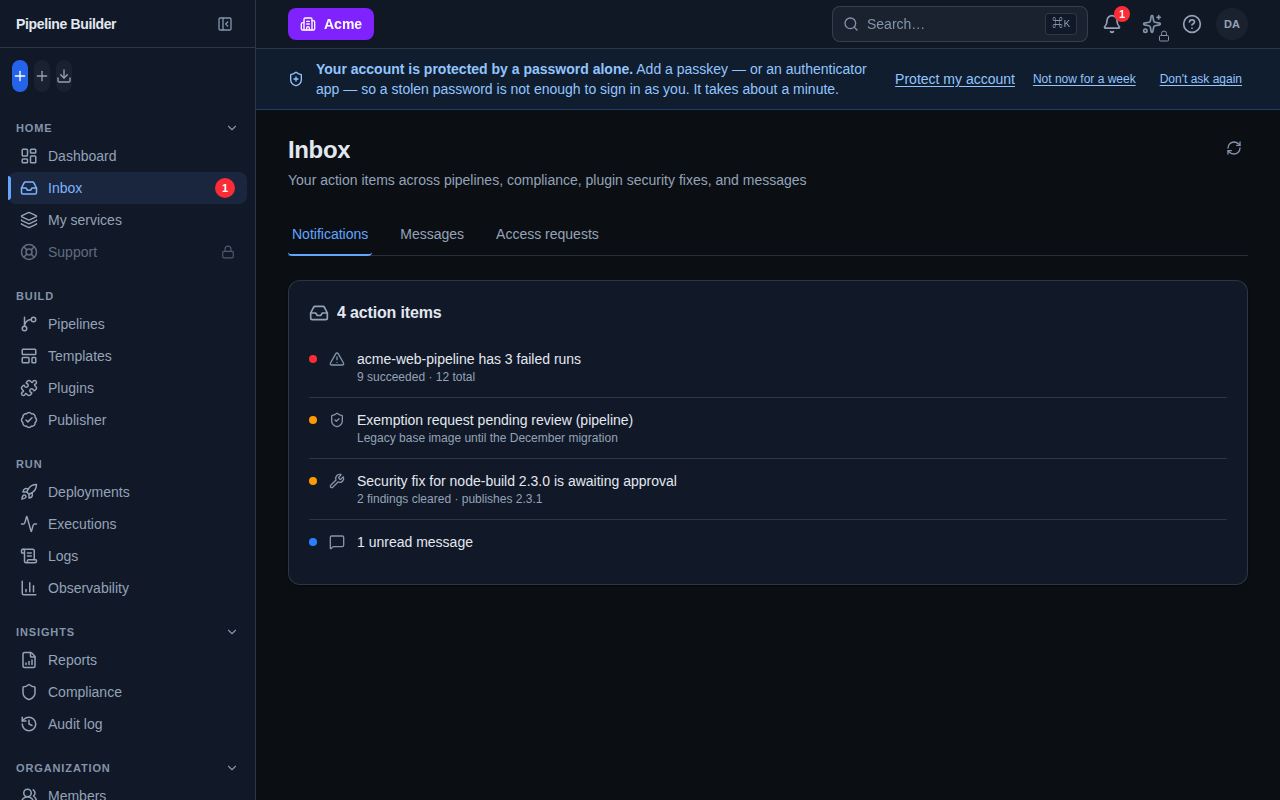 Pipeline Builder
HOME
Dashboard
Inbox
1
My services
Support
BUILD
Pipelines
Templates
Plugins
Publisher
RUN
Deployments
Executions
Logs
Observability
INSIGHTS
Reports
Compliance
Audit log
ORGANIZATION
Members
Acme
Search…
⌘K
1
DA
Your account is protected by a password alone. Add a passkey — or an authenticator
app — so a stolen password is not enough to sign in as you. It takes about a minute.
Protect my account
Not now for a week
Don't ask again
Inbox
Your action items across pipelines, compliance, plugin security fixes, and messages
Notifications
Messages
Access requests
4 action items
acme-web-pipeline has 3 failed runs
9 succeeded · 12 total
Exemption request pending review (pipeline)
Legacy base image until the December migration
Security fix for node-build 2.3.0 is awaiting approval
2 findings cleared · publishes 2.3.1
1 unread message